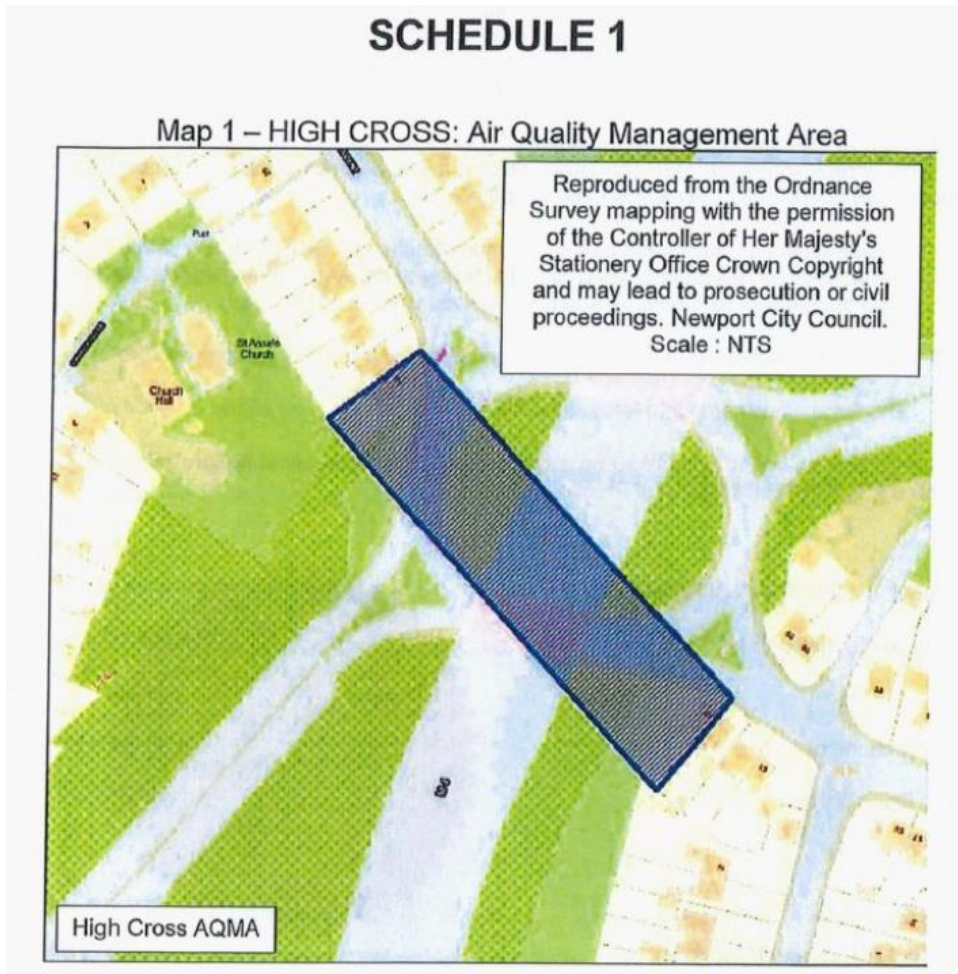 SCHEDULE 1
Map 1 – HIGH CROSS: Air Quality Management Area
Reproduced from the Ordnance
Survey mapping with the permission
of the Controller of Her Majesty's
Stationery Office Crown Copyright
and may lead to prosecution or civil
proceedings. Newport City Council.
Scale : NTS
Church
Church
Hall
High Cross AQMA